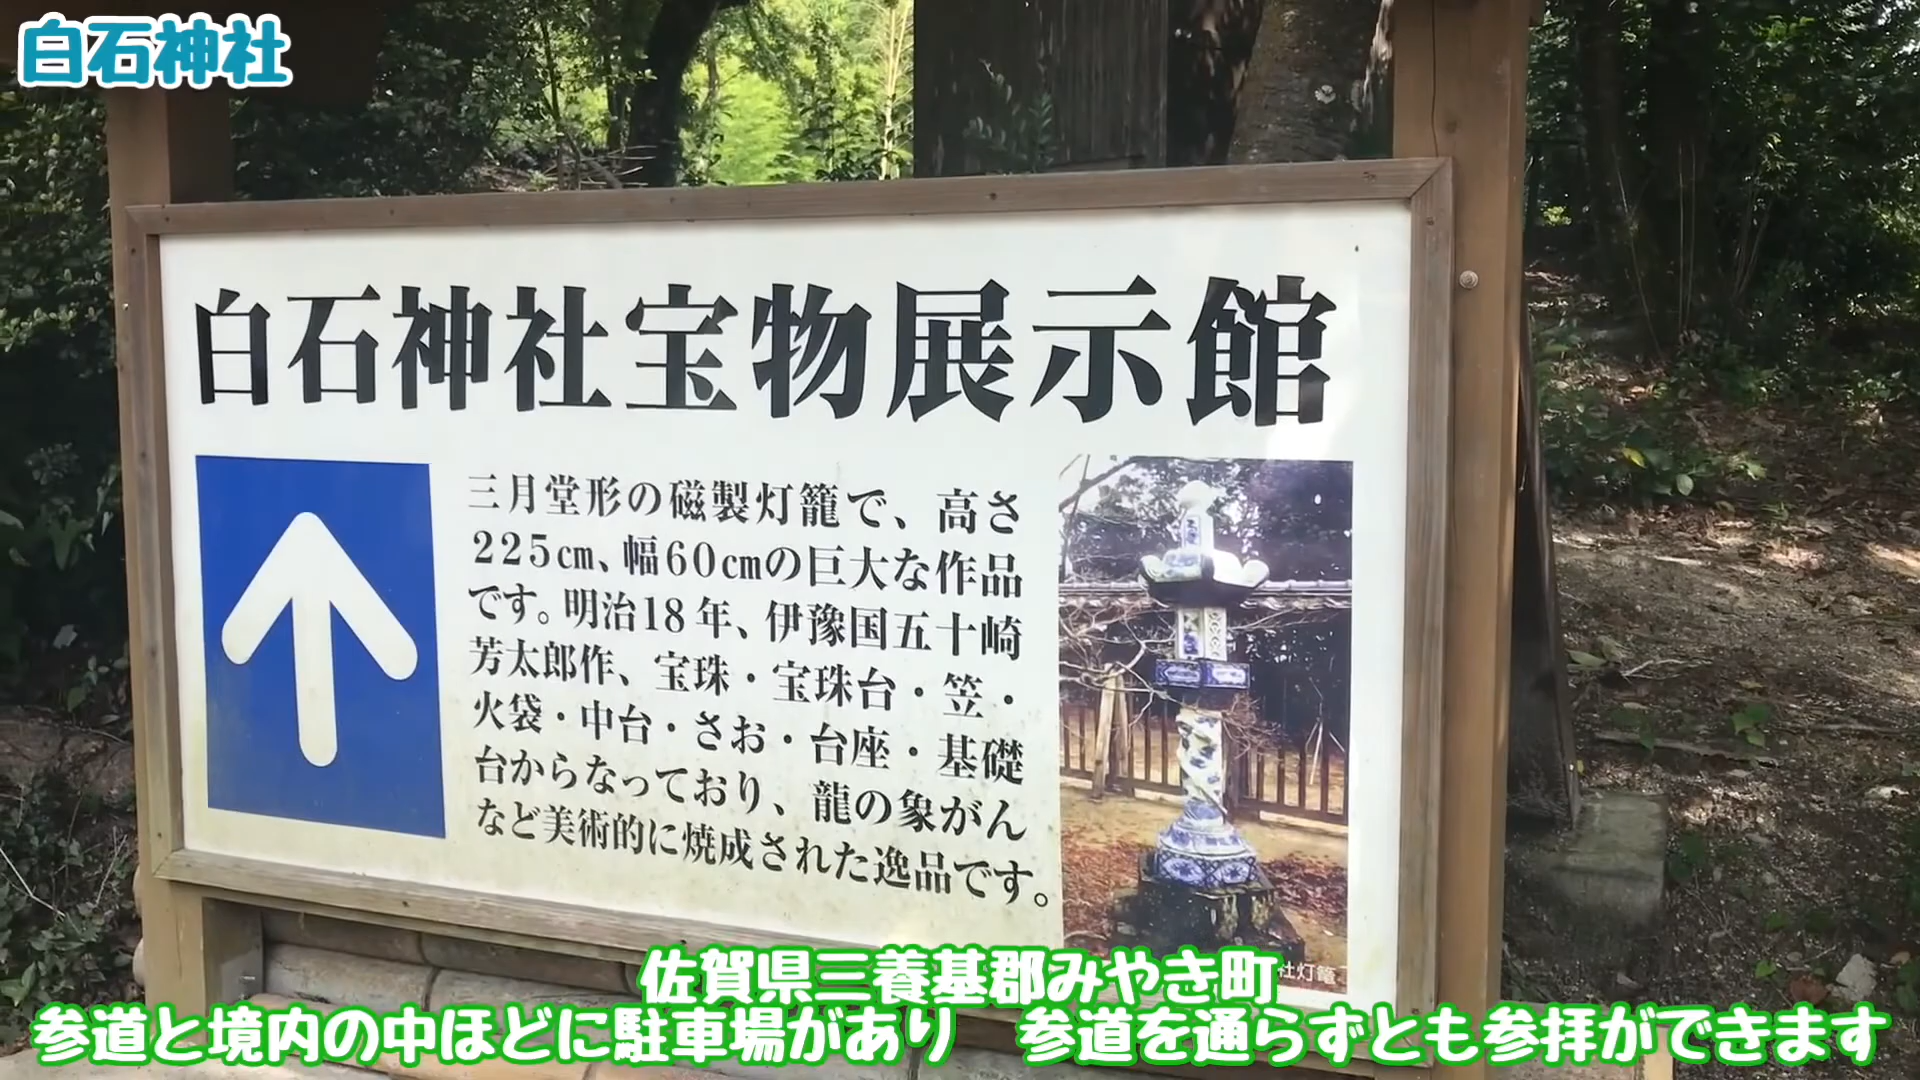 白石神社
白石神社宝物展示館
三月堂形の磁製灯籠で、高さ
225cm、幅60cmの巨大な作品
です。明治18年、伊豫国五十崎
芳太郎作、宝珠・宝珠台・笠・
火袋・中台・さお・台座・基礎
台からなっており、龍の象がん
など美術的に焼成された逸品です。
社灯籠
佐賀県三養基郡みやき町
参道と境内の中ほどに駐車場があり　参道を通らずとも参拝ができます